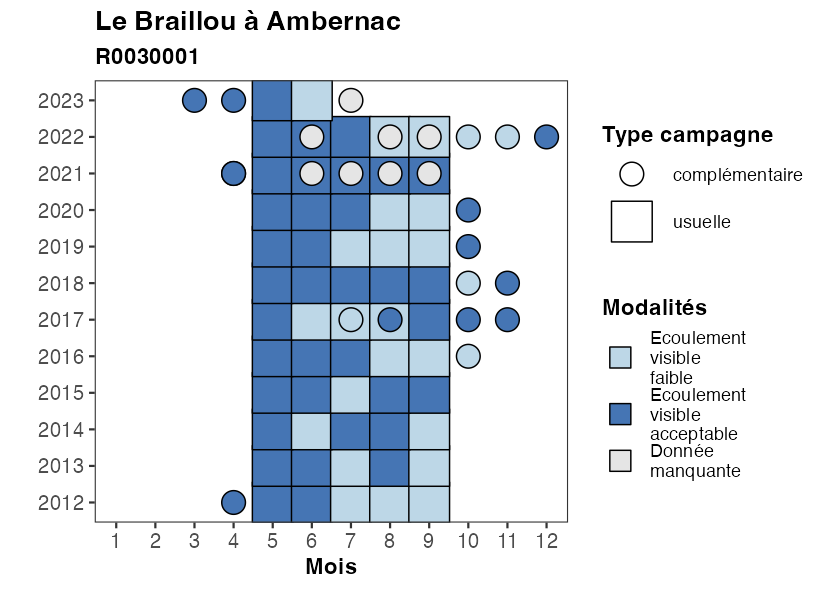 Le Braillou à Ambernac
R0030001
2023
2022
2021
2020
2019
2018
2017
2016
2015
2014
2013
2012
1 2 3 4 5 6 7 8 9 10 11 12
Mois
Type campagne
complémentaire
usuelle
Modalités
Ecoulement
visible
faible
Ecoulement
visible
acceptable
Donnée
manquante